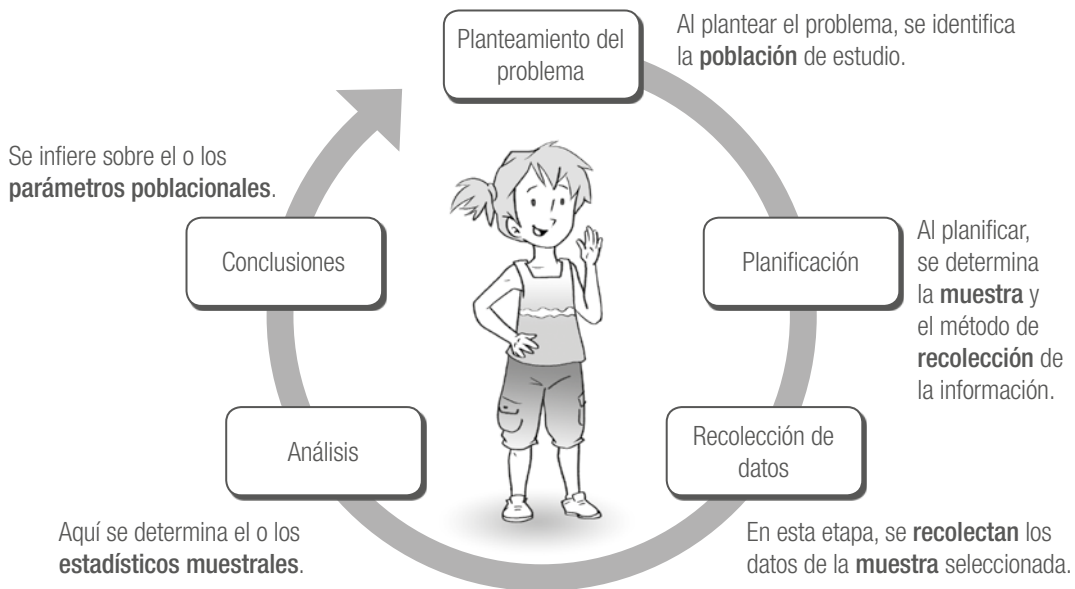 Planteamiento del
problema
Al plantear el problema, se identifica
la población de estudio.
Planificación
Al planificar,
se determina
la muestra y
el método de
recolección de
la información.
Recolección de
datos
En esta etapa, se recolectan los
datos de la muestra seleccionada.
Análisis
Aquí se determina el o los
estadísticos muestrales.
Conclusiones
Se infiere sobre el o los
parámetros poblacionales.